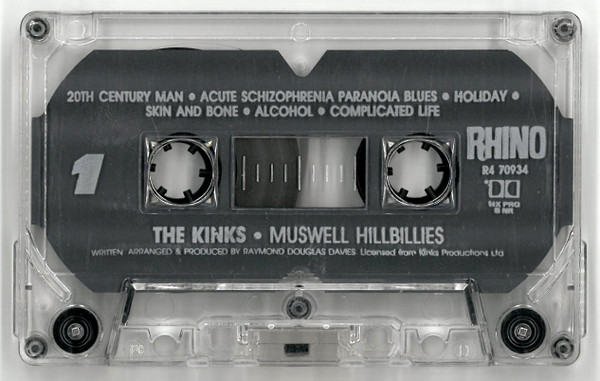 20TH CENTURY MAN • ACUTE SCHIZOPHRENIA PARANOIA BLUES • HOLIDAY •
SKIN AND BONE • ALCOHOL • COMPLICATED LIFE
1
RHINO
R4 70934
HX PRO
B NR
THE KINKS • MUSWELL HILLBILLIES
WRITTEN ARRANGED & PRODUCED BY RAYMOND DOUGLAS DAVIES Licensed from Kinks Productions Ltd